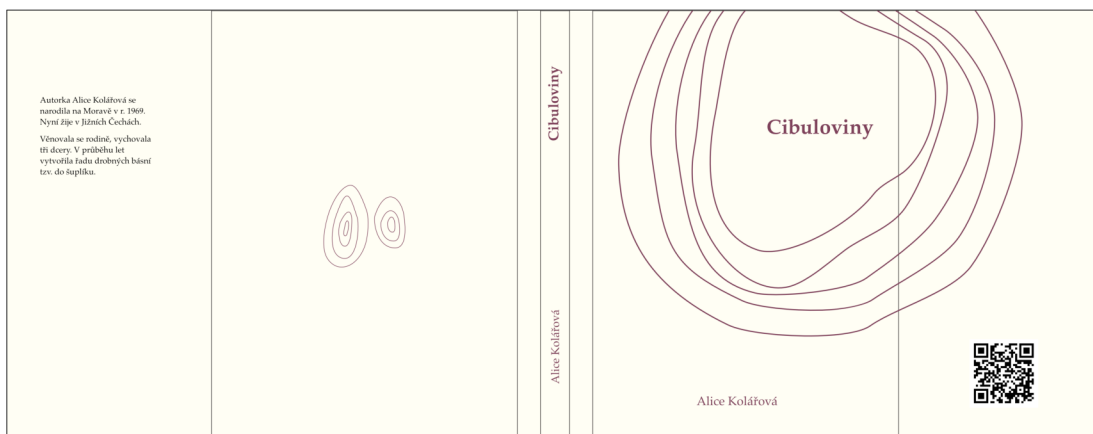 Autorka Alice Kolářová se
narodila na Moravě v r. 1969.
Nyní žije v Jižních Čechách.
Věnovala se rodině, vychovala
tři dcery. V průběhu let
vytvořila řadu drobných básní
tzv. do šuplíku.
Cibuloviny
Alice Kolářová
Cibuloviny
Alice Kolářová